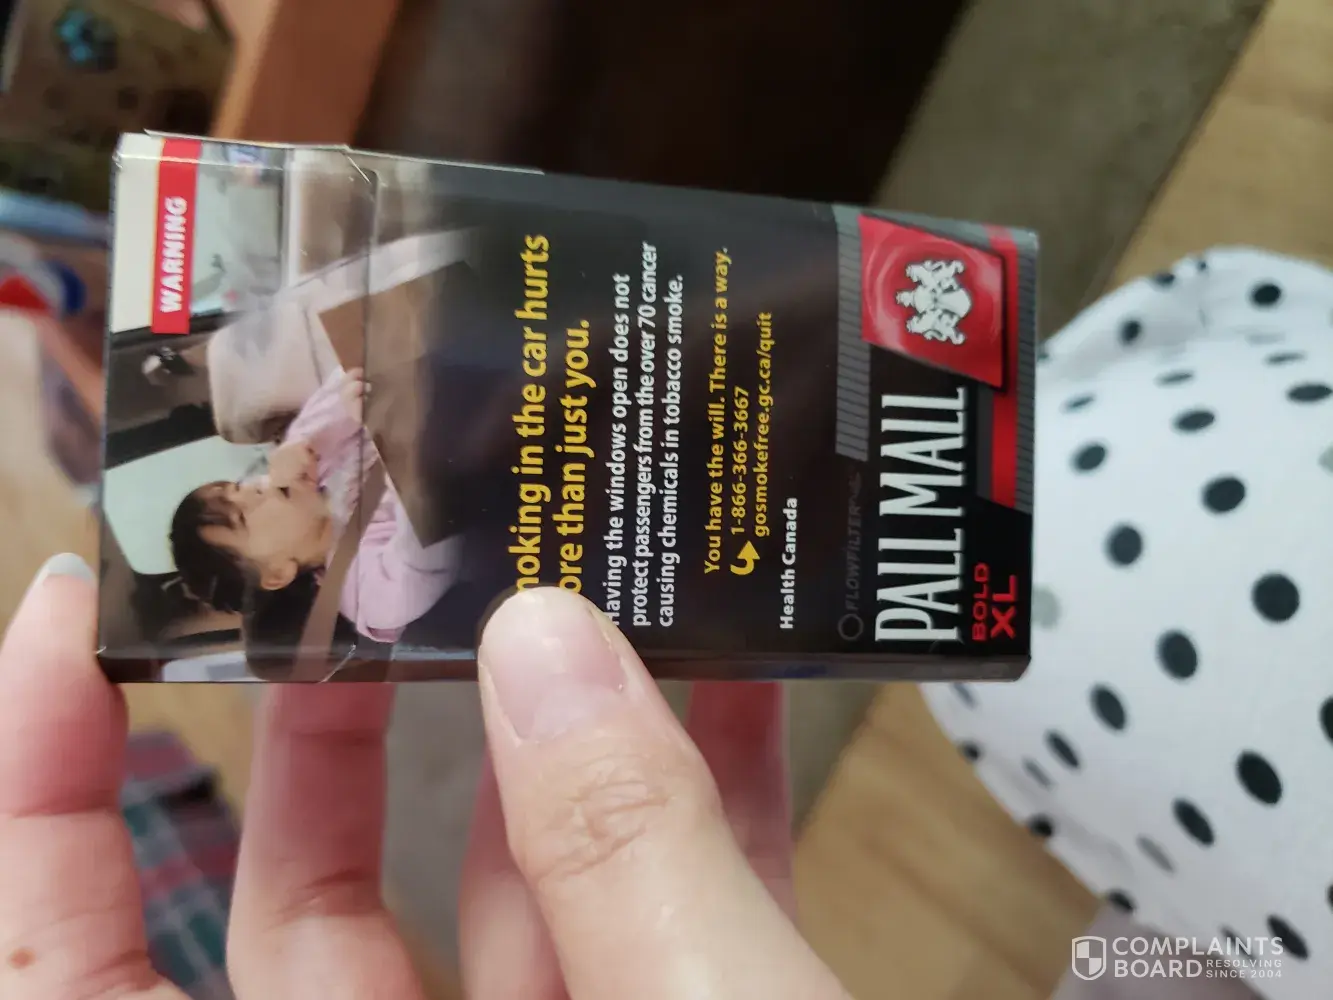 WARNING
moking in the car hurts
ore than just you.
Having the windows open does not
protect passengers from the over 70 cancer
causing chemicals in tobacco smoke.
You have the will. There is a way.
1-866-366-3667
gosmokefree.gc.ca/quit
Health Canada
FLOWFILTER
PALL MALL
BOLD
XL
COMPLAINTS
BOARD RESOLVING
SINCE 2004